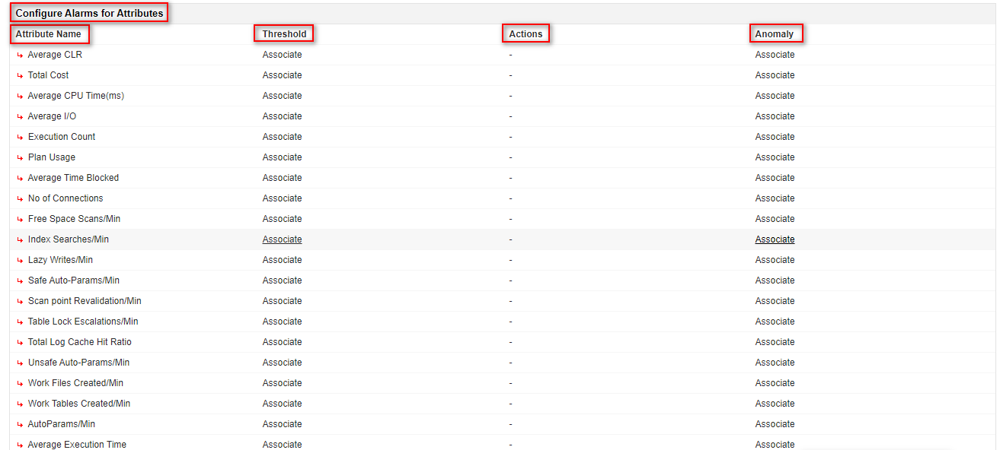 Configure Alarms for Attributes
Attribute Name Threshold Actions Anomaly
Average CLR Associate - Associate
Total Cost Associate - Associate
Average CPU Time(ms) Associate - Associate
Average I/O Associate - Associate
Execution Count Associate - Associate
Plan Usage Associate - Associate
Average Time Blocked Associate - Associate
No of Connections Associate - Associate
Free Space Scans/Min Associate - Associate
Index Searches/Min Associate - Associate
Lazy Writes/Min Associate - Associate
Safe Auto-Params/Min Associate - Associate
Scan point Revalidation/Min Associate - Associate
Table Lock Escalations/Min Associate - Associate
Total Log Cache Hit Ratio Associate - Associate
Unsafe Auto-Params/Min Associate - Associate
Work Files Created/Min Associate - Associate
Work Tables Created/Min Associate - Associate
AutoParams/Min Associate - Associate
Average Execution Time Associate - Associate